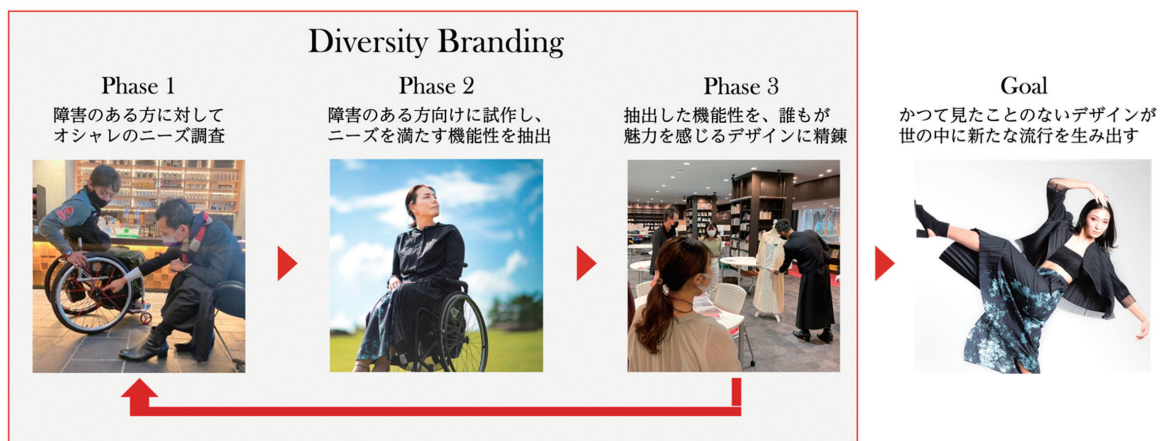 Diversity Branding
Phase 1
障害のある方に対して
オシャレのニーズ調査
Phase 2
障害のある方向けに試作し、
ニーズを満たす機能性を抽出
Phase 3
抽出した機能性を、誰もが
魅力を感じるデザインに精錬
Goal
かつて見たことのないデザインが
世の中に新たな流行を生み出す